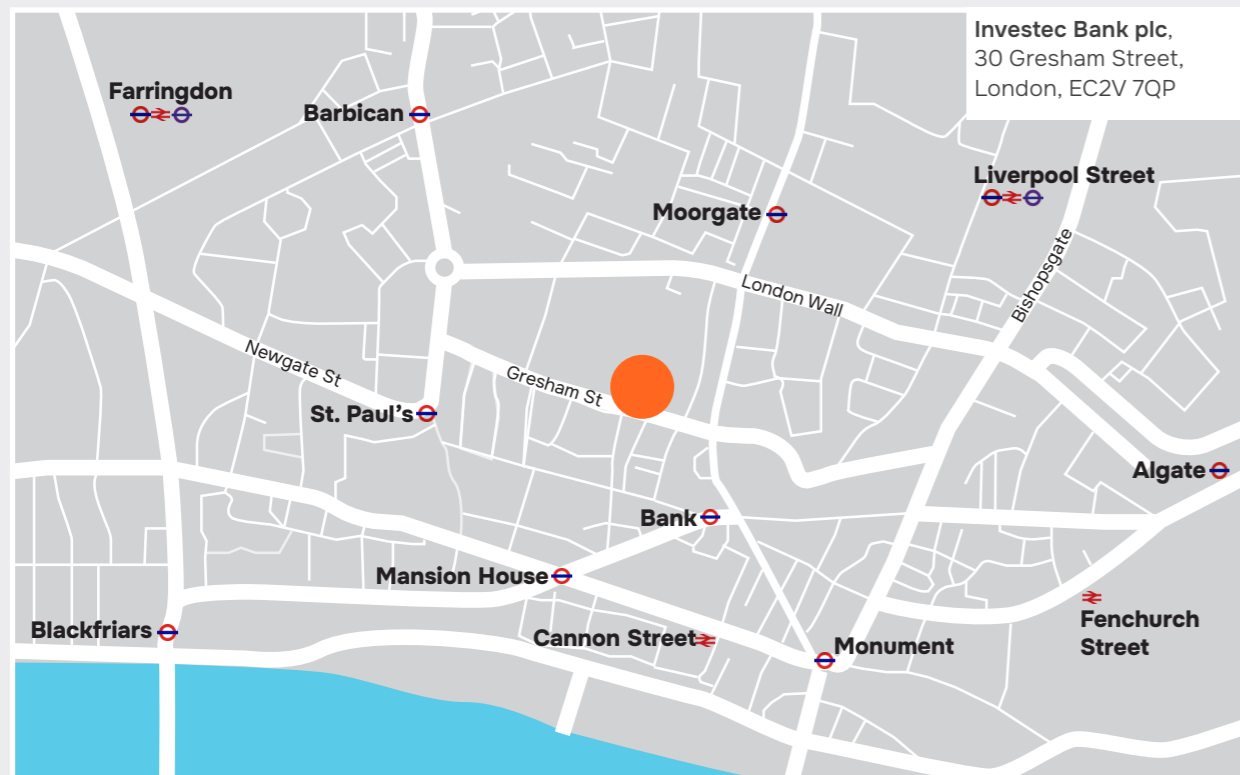 Investec Bank plc,
30 Gresham Street,
London, EC2V 7QP
Farringdon
Barbican
Liverpool Street
Moorgate
Bishopsgate
London Wall
Newgate St
Gresham St
St. Paul's
Algate
Bank
Mansion House
Blackfriars
Cannon Street
Monument
Fenchurch
Street